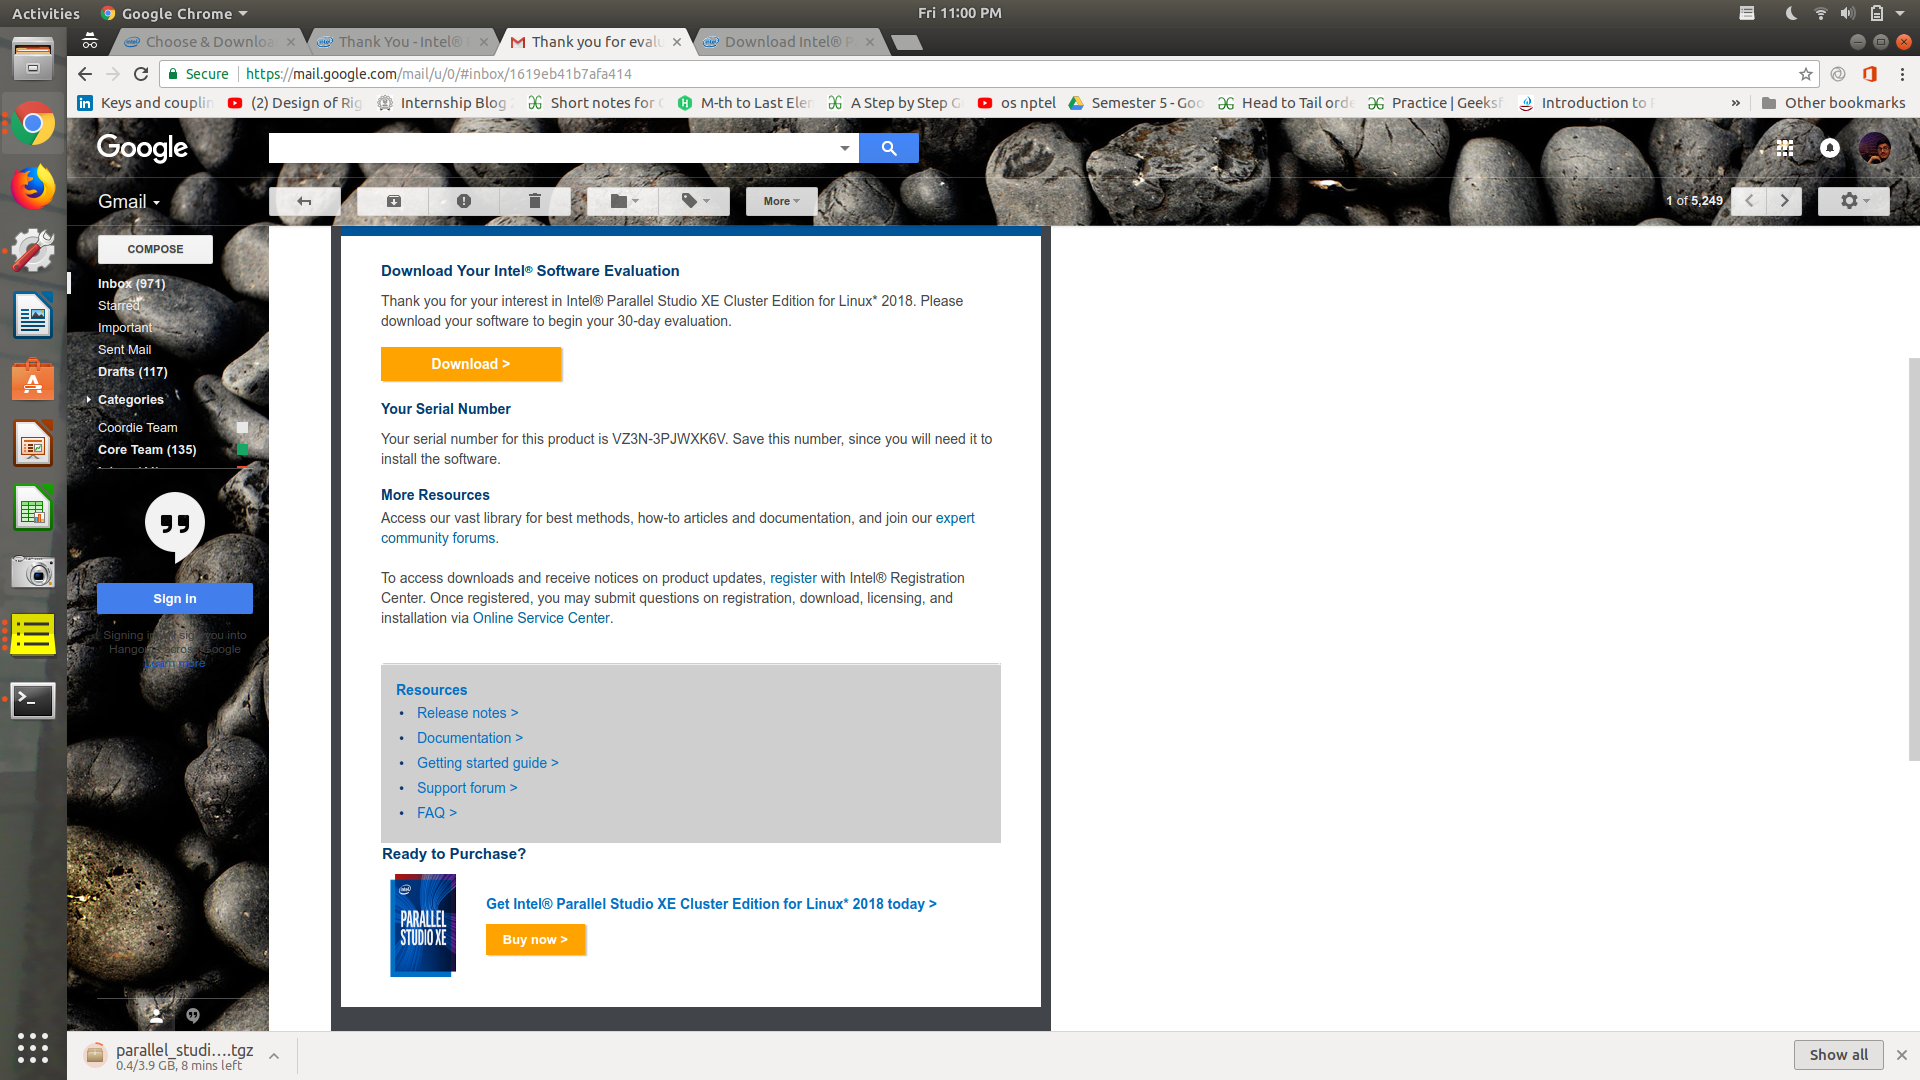 Activities Google Chrome Fri 11:00 PM
Choose & Downloa Thank You - Intel® Thank you for evalu Download Intel® P
Secure https://mail.google.com/mail/u/0/#inbox/1619eb41b7afa414
Keys and couplin (2) Design of Rig Internship Blog Short notes for M-th to Last Elem A Step by Step G os nptel Semester 5 - Goo Head to Tail orde Practice | Geeksf Introduction to » Other bookmarks
Google
Gmail More 1 of 5,249
COMPOSE
Inbox (971)
Starred
Important
Sent Mail
Drafts (117)
Categories
Coordie Team
Core Team (135)
Sign in
Signing in will sign you into
Hangouts across Google
Learn more
Download Your Intel® Software Evaluation
Thank you for your interest in Intel® Parallel Studio XE Cluster Edition for Linux* 2018. Please
download your software to begin your 30-day evaluation.
Download >
Your Serial Number
Your serial number for this product is VZ3N-3PJWXK6V. Save this number, since you will need it to
install the software.
More Resources
Access our vast library for best methods, how-to articles and documentation, and join our expert
community forums.
To access downloads and receive notices on product updates, register with Intel® Registration
Center. Once registered, you may submit questions on registration, download, licensing, and
installation via Online Service Center.
Resources
• Release notes >
• Documentation >
• Getting started guide >
• Support forum >
• FAQ >
Ready to Purchase?
intel
PARALLEL
STUDIO XE
Get Intel® Parallel Studio XE Cluster Edition for Linux* 2018 today >
Buy now >
parallel_studi....tgz
0.4/3.9 GB, 8 mins left
Show all